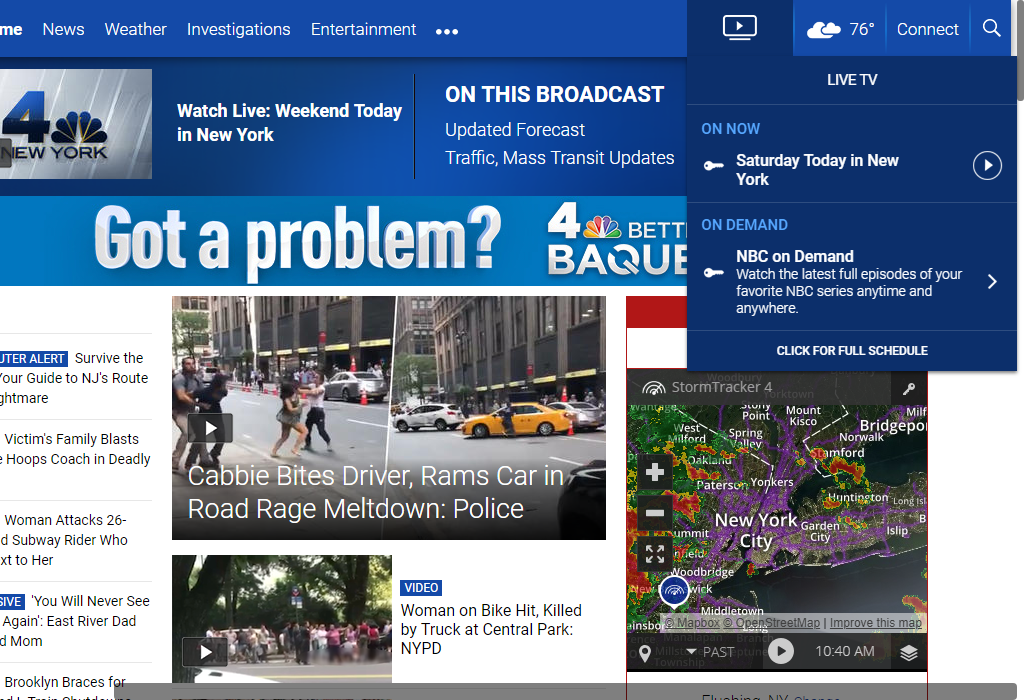 me News Weather Investigations Entertainment
76° Connect
LIVE TV
ON NOW
Saturday Today in New
York
ON DEMAND
NBC on Demand
Watch the latest full episodes of your
favorite NBC series anytime and
anywhere.
CLICK FOR FULL SCHEDULE
4
NEW YORK
Watch Live: Weekend Today
in New York
ON THIS BROADCAST
Updated Forecast
Traffic, Mass Transit Updates
Got a problem?
4 BETT
BAQUE
UTER ALERT Survive the
Your Guide to NJ's Route
ghtmare
Victim's Family Blasts
e Hoops Coach in Deadly
Woman Attacks 26-
d Subway Rider Who
xt to Her
SIVE 'You Will Never See
Again': East River Dad
d Mom
Brooklyn Braces for
Cabbie Bites Driver, Rams Car in
Road Rage Meltdown: Police
VIDEO
Woman on Bike Hit, Killed
by Truck at Central Park:
NYPD
StormTracker 4
Stony
Point
Mount
Kisco
Milf
Bridgepor
West
Milford
Spring
Valley
Norwalk
Stamford
Oakland
Paterson
Yonkers
Huntington
Long Isl
New York
City
Garden
City
Islip
B
ummit
Woodbridge
New
wick
Middletown
ainsbor
© Mapbox © OpenStreetMap | Improve this map
PAST
10:40 AM
Flushing, NY Change